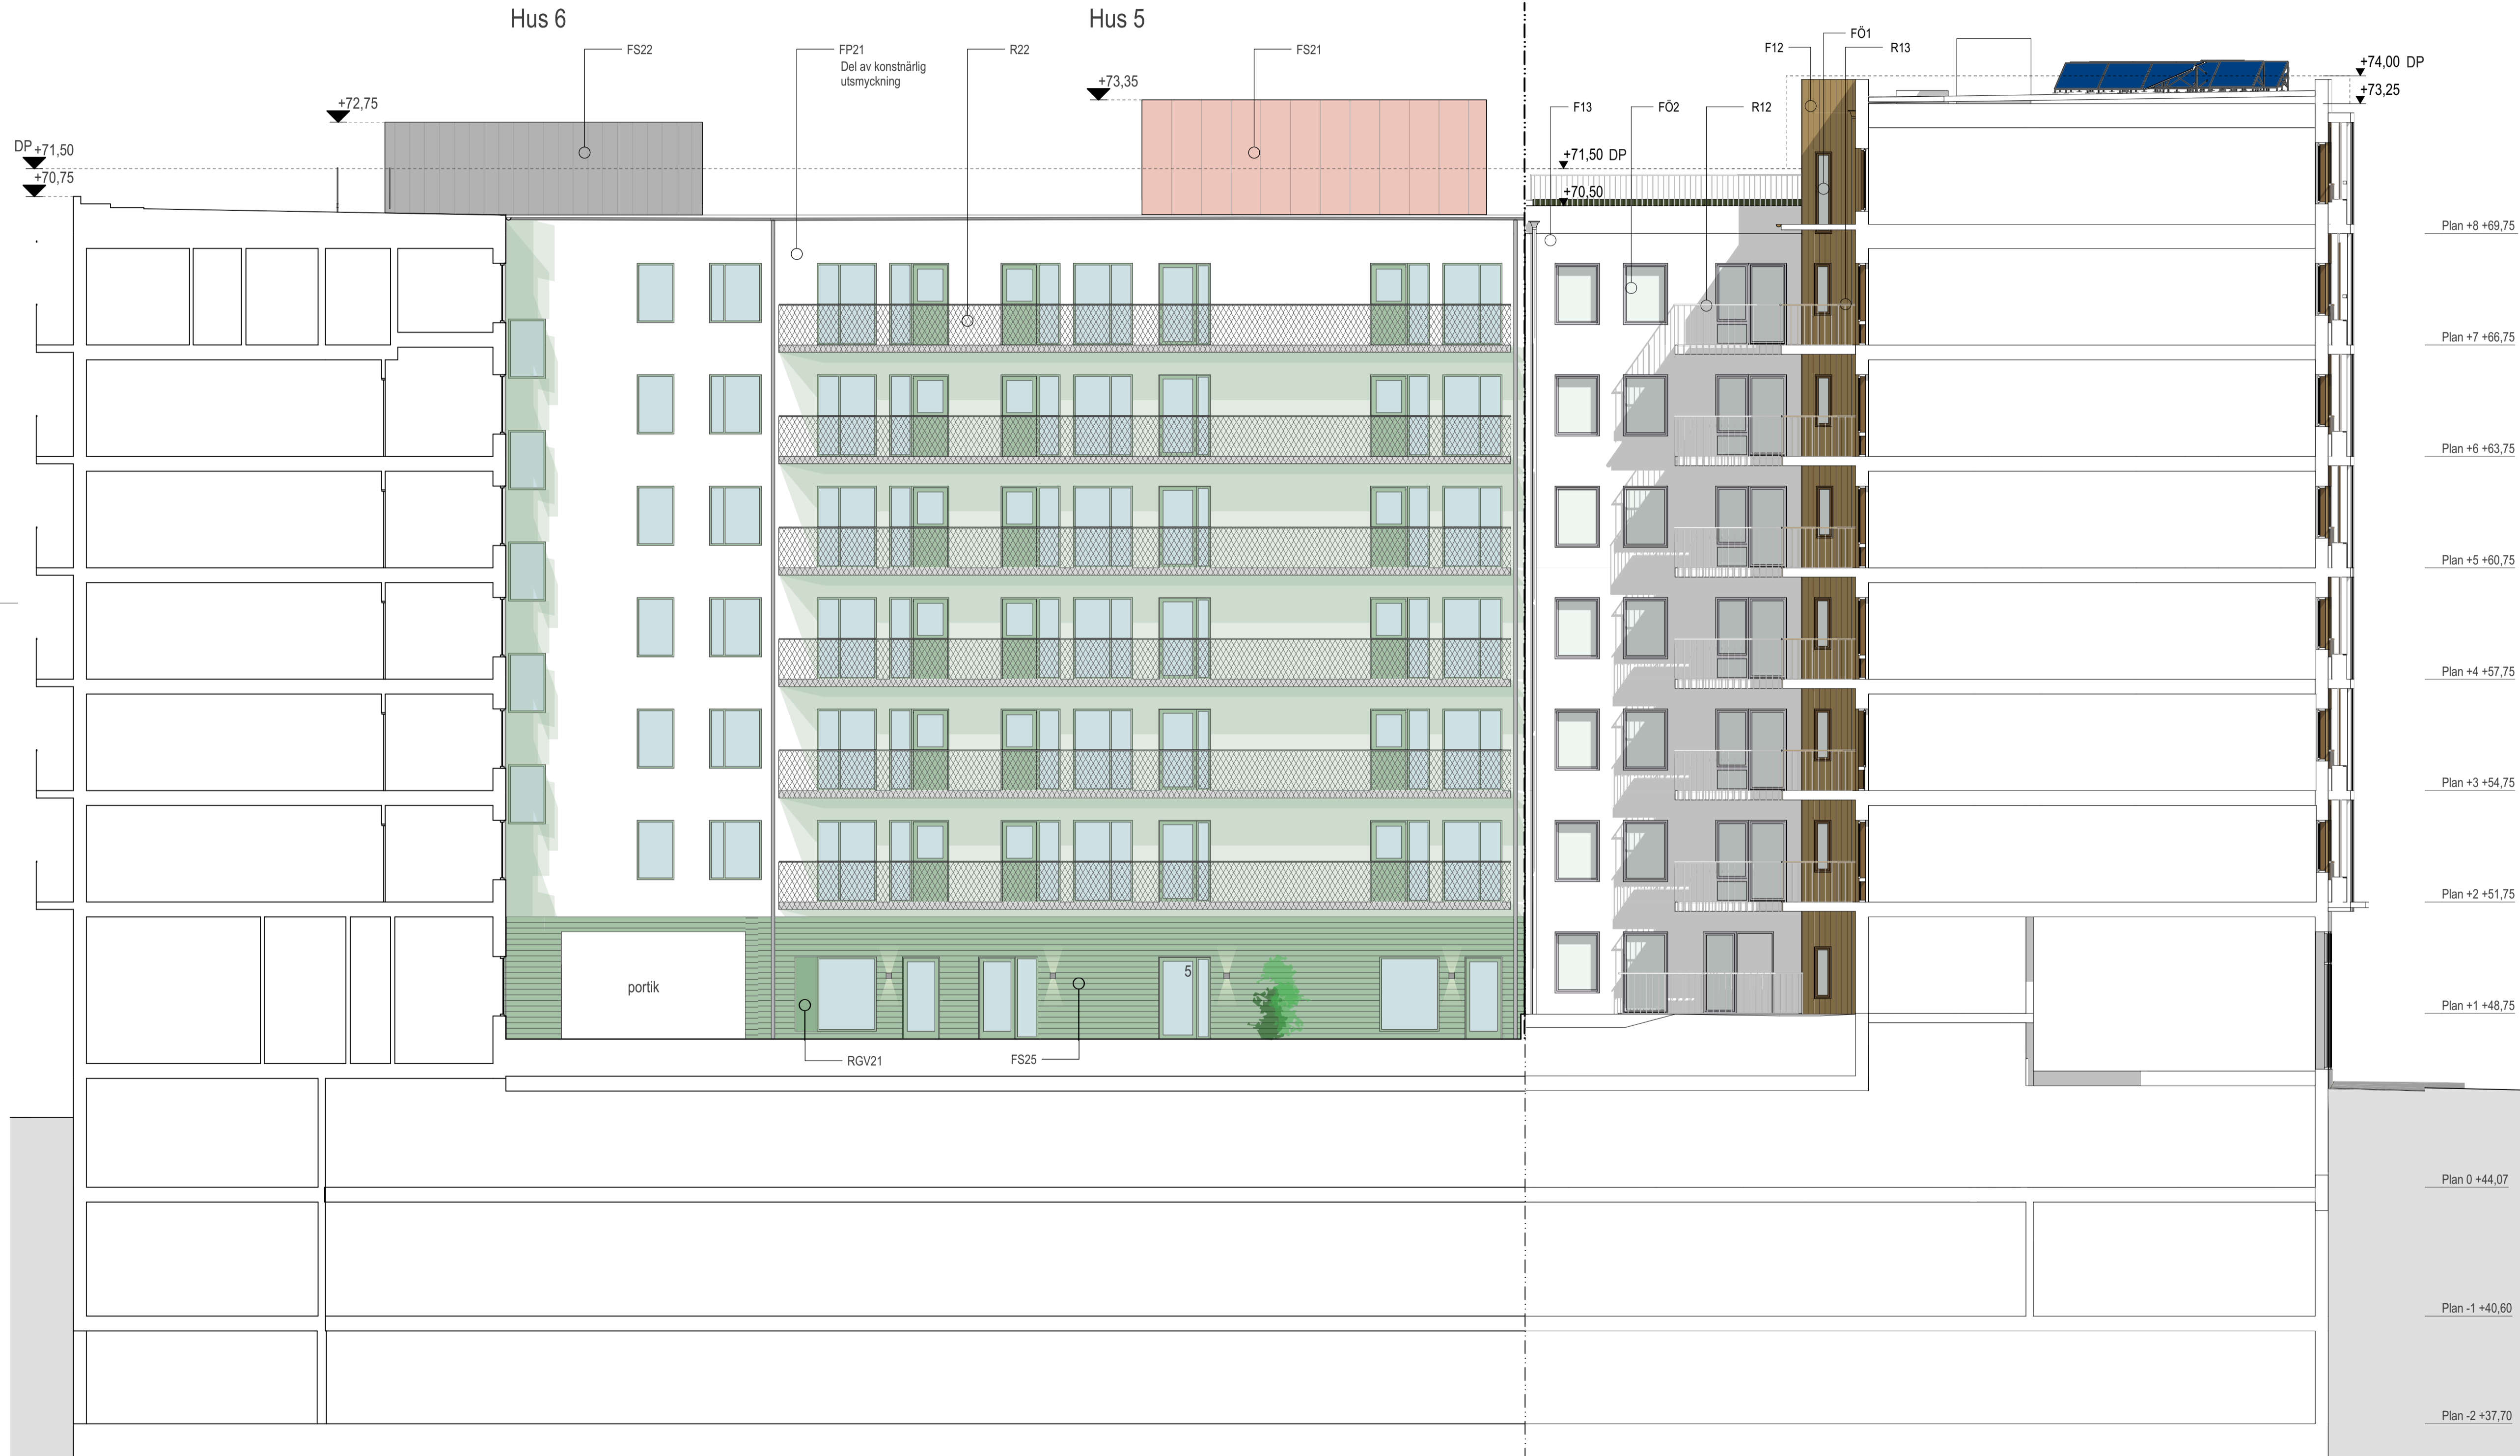 Hus 6
Hus 5
FS22
FP21
Del av konstnärlig
utsmyckning
R22
FS21
F12
FÖ1
R13
+74,00 DP
+73,25
+72,75
+73,35
F13
FÖ2
R12
DP +71,50
+70,75
+71,50 DP
+70,50
Plan +8 +69,75
Plan +7 +66,75
Plan +6 +63,75
Plan +5 +60,75
Plan +4 +57,75
Plan +3 +54,75
Plan +2 +51,75
portik
5
Plan +1 +48,75
RGV21
FS25
Plan 0 +44,07
Plan -1 +40,60
Plan -2 +37,70